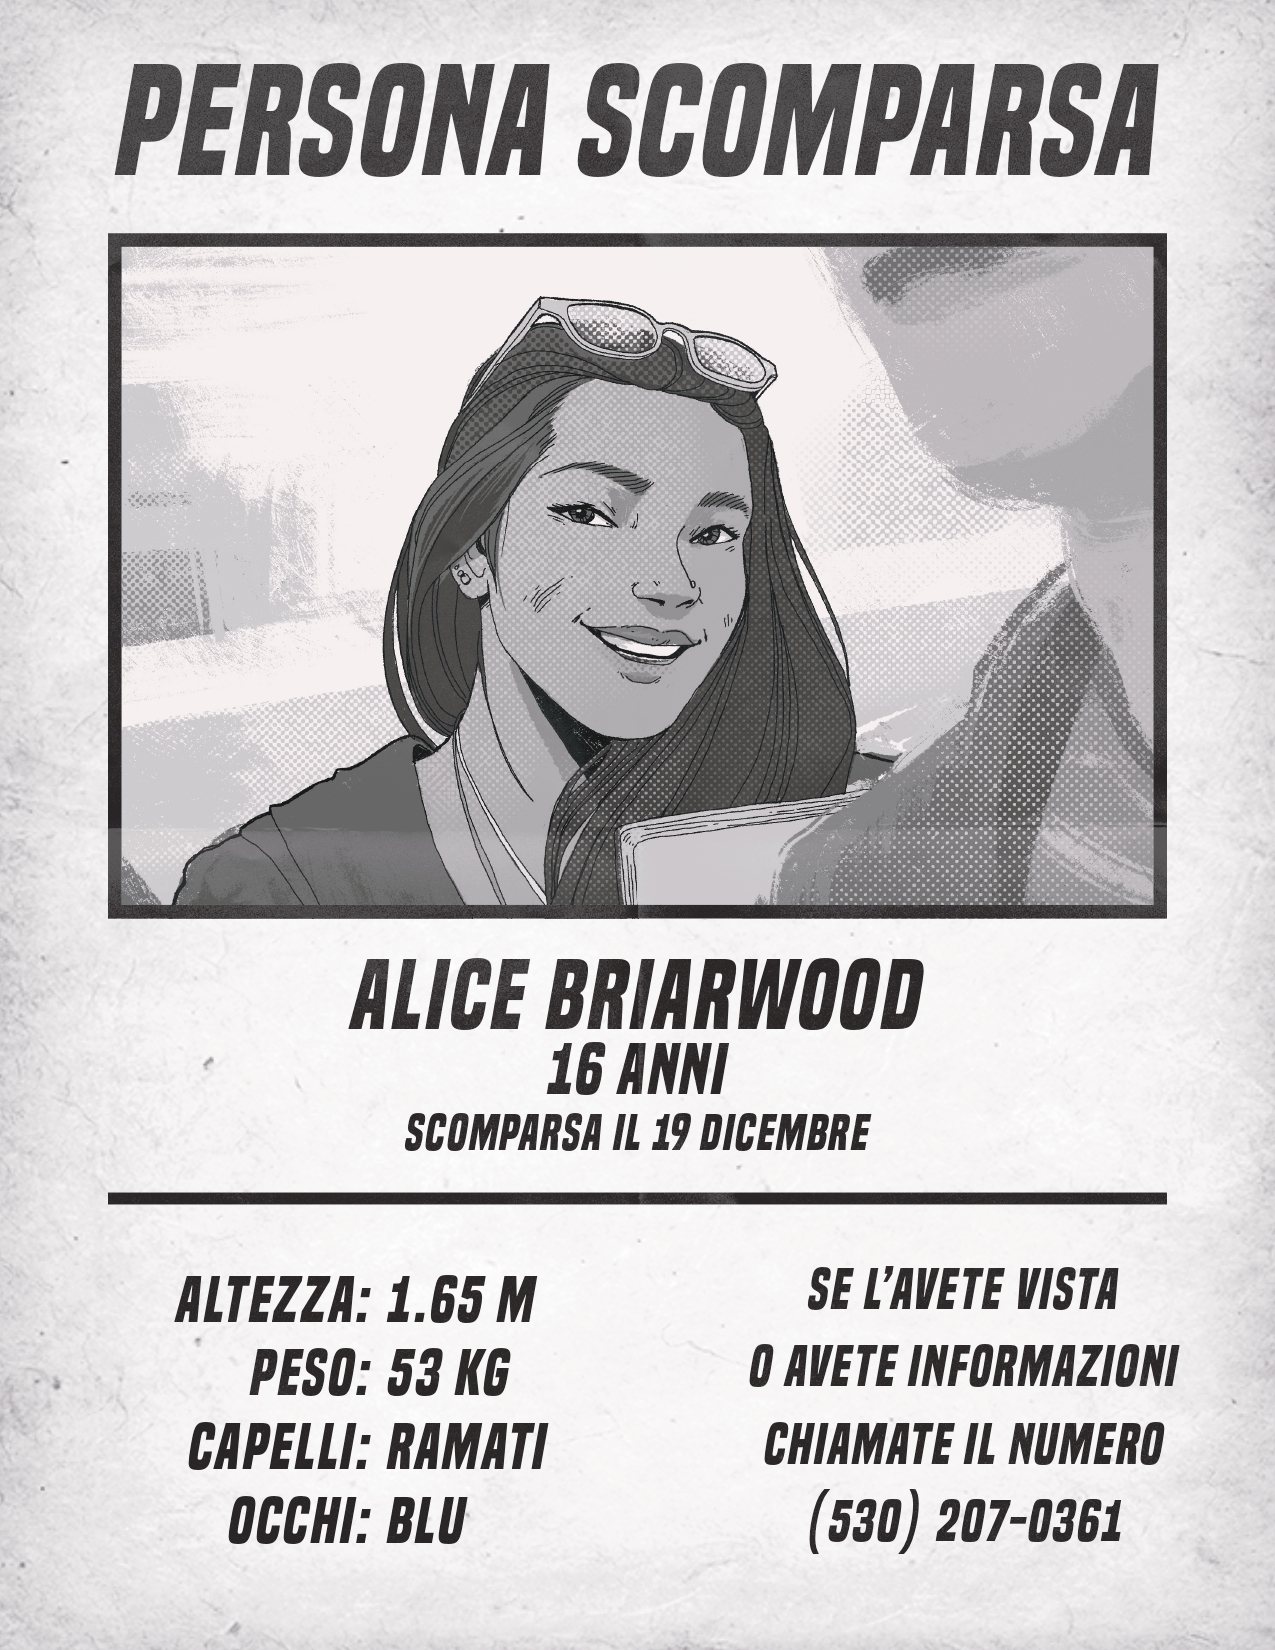 PERSONA SCOMPARSA
ALICE BRIARWOOD
16 ANNI
SCOMPARSA IL 19 DICEMBRE
ALTEZZA: 1.65 M
PESO: 53 KG
CAPELLI: RAMATI
OCCHI: BLU
SE L'AVETE VISTA
O AVETE INFORMAZIONI
CHIAMATE IL NUMERO
(530) 207-0361